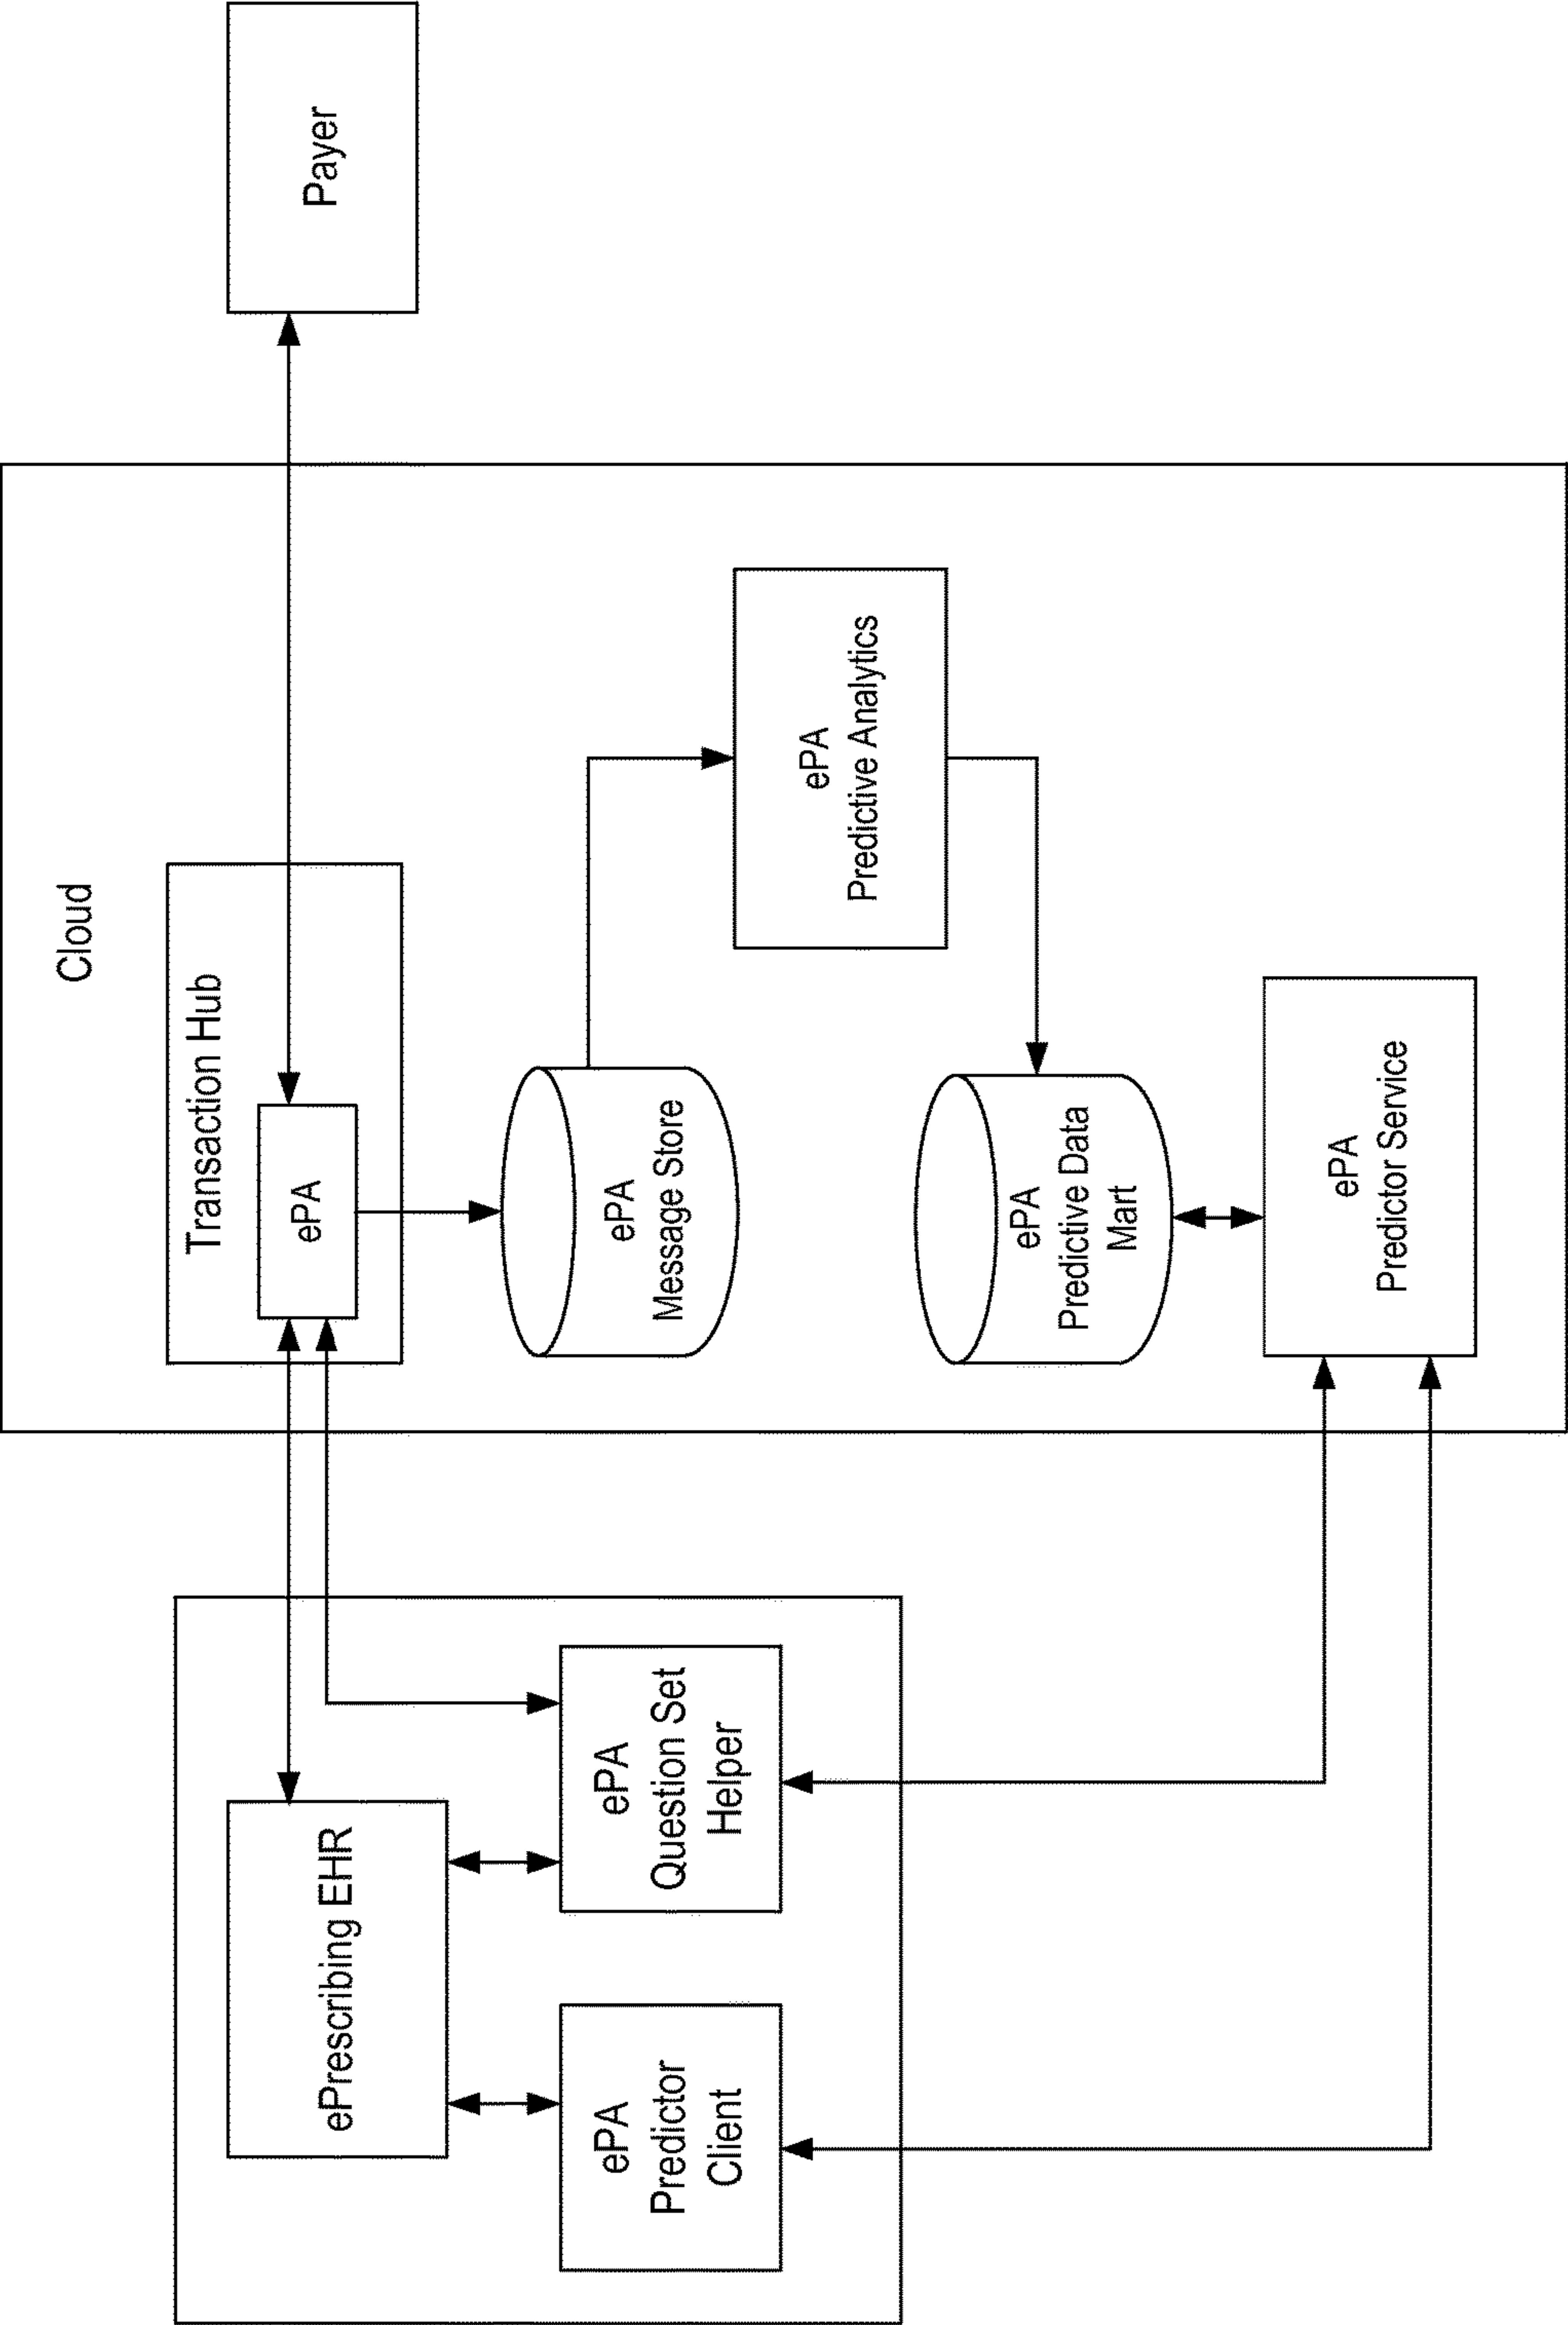 Cloud
Transaction Hub
ePA
Payer
ePrescribing EHR
ePA
Predictor
Client
ePA
Question Set
Helper
ePA
Message Store
ePA
Predictive Analytics
ePA
Predictive Data
Mart
ePA
Predictor Service